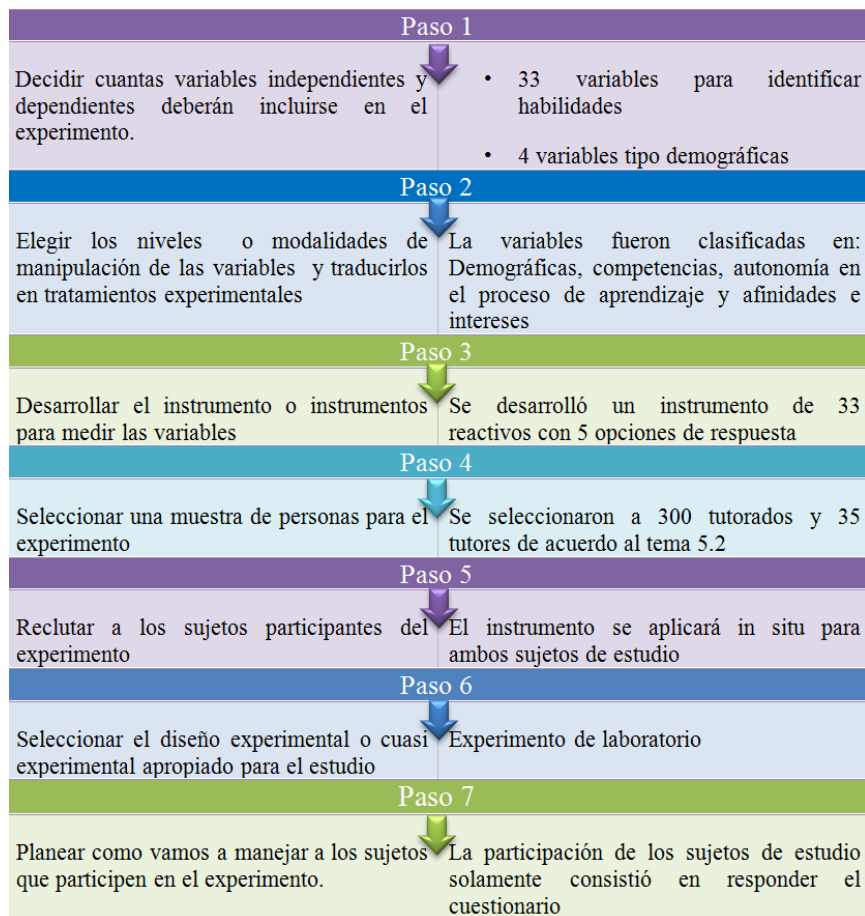 Paso 1
Decidir cuantas variables independientes y
dependientes deberán incluirse en el
experimento.
• 33 variables para identificar
habilidades
• 4 variables tipo demográficas
Paso 2
Elegir los niveles o modalidades de
manipulación de las variables y traducirlos
en tratamientos experimentales
La variables fueron clasificadas en:
Demográficas, competencias, autonomía en
el proceso de aprendizaje y afinidades e
intereses
Paso 3
Desarrollar el instrumento o instrumentos
para medir las variables
Se desarrolló un instrumento de 33
reactivos con 5 opciones de respuesta
Paso 4
Seleccionar una muestra de personas para el
experimento
Se seleccionaron a 300 tutorados y 35
tutores de acuerdo al tema 5.2
Paso 5
Reclutar a los sujetos participantes del
experimento
El instrumento se aplicará in situ para
ambos sujetos de estudio
Paso 6
Seleccionar el diseño experimental o cuasi
experimental apropiado para el estudio
Experimento de laboratorio
Paso 7
Planear como vamos a manejar a los sujetos
que participen en el experimento.
La participación de los sujetos de estudio
solamente consistió en responder el
cuestionario